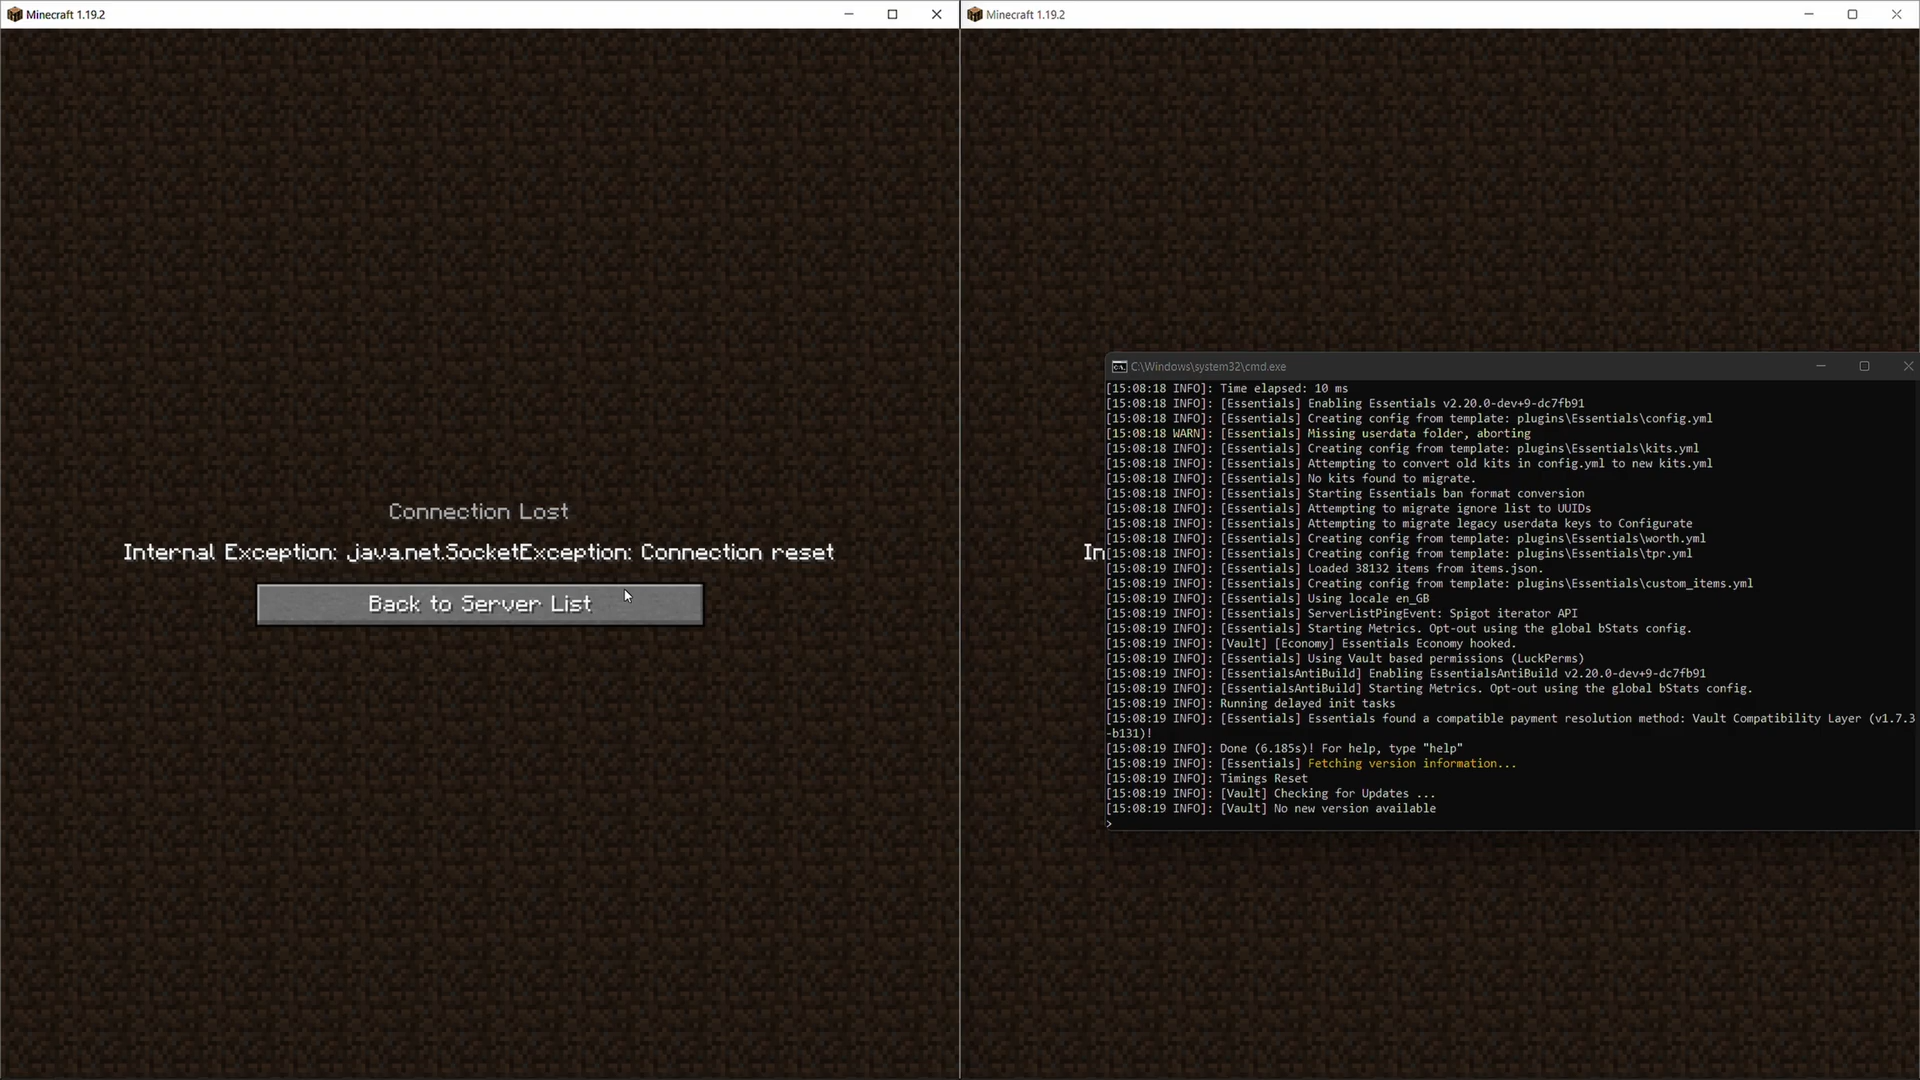 Minecraft 1.19.2
Connection Lost
Internal Exception: java.net.SocketException: Connection reset
Back to Server List
Minecraft 1.19.2
In
C:\Windows\system32\cmd.exe
[15:08:18 INFO]: Time elapsed: 10 ms
[15:08:18 INFO]: [Essentials] Enabling Essentials v2.20.0-dev+9-dc7fb91
[15:08:18 INFO]: [Essentials] Creating config from template: plugins\Essentials\config.yml
[15:08:18 WARN]: [Essentials] Missing userdata folder, aborting
[15:08:18 INFO]: [Essentials] Creating config from template: plugins\Essentials\kits.yml
[15:08:18 INFO]: [Essentials] Attempting to convert old kits in config.yml to new kits.yml
[15:08:18 INFO]: [Essentials] No kits found to migrate.
[15:08:18 INFO]: [Essentials] Starting Essentials ban format conversion
[15:08:18 INFO]: [Essentials] Attempting to migrate ignore list to UUIDs
[15:08:18 INFO]: [Essentials] Attempting to migrate legacy userdata keys to Configurate
[15:08:18 INFO]: [Essentials] Creating config from template: plugins\Essentials\worth.yml
[15:08:18 INFO]: [Essentials] Creating config from template: plugins\Essentials\tpr.yml
[15:08:18 INFO]: [Essentials] Loaded 38132 items from items.json.
[15:08:18 INFO]: [Essentials] Creating config from template: plugins\Essentials\custom_items.yml
[15:08:18 INFO]: [Essentials] Using locale en_GB
[15:08:19 INFO]: [Essentials] ServerListPingEvent: Spigot iterator API
[15:08:19 INFO]: [Essentials] Starting Metrics. Opt-out using the global bStats config.
[15:08:19 INFO]: [Vault] [Economy] Essentials Economy hooked.
[15:08:19 INFO]: [Essentials] Using Vault based permissions (LuckPerms)
[15:08:19 INFO]: [EssentialsAntiBuild] Enabling EssentialsAntiBuild v2.20.0-dev+9-dc7fb91
[15:08:19 INFO]: [EssentialsAntiBuild] Starting Metrics. Opt-out using the global bStats config.
[15:08:19 INFO]: Running delayed init tasks
[15:08:19 INFO]: [Essentials] Essentials found a compatible payment resolution method: Vault Compatibility Layer (v1.7.3
-b131)!
[15:08:19 INFO]: Done (6.185s)! For help, type "help"
[15:08:19 INFO]: [Essentials] Fetching version information...
[15:08:19 INFO]: Timings Reset
[15:08:19 INFO]: [Vault] Checking for Updates ...
[15:08:19 INFO]: [Vault] No new version available
>